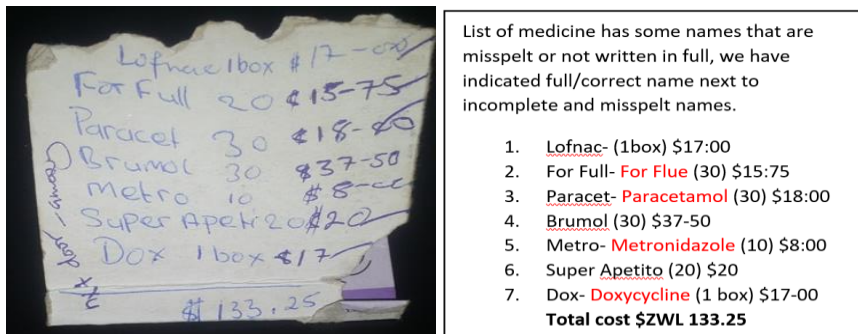 Lofnac 1box $17-00
For Full 20 $15-75
Paracet 30 $18-00
Brumol 30 $37-50
Metro 10 $8-00
Super Apeti 20 $20
Dox 1box $17
$133.25
List of medicine has some names that are
misspelt or not written in full, we have
indicated full/correct name next to
incomplete and misspelt names.
1. Lofnac- (1box) $17:00
2. For Full- For Flue (30) $15:75
3. Paracet- Paracetamol (30) $18:00
4. Brumol (30) $37-50
5. Metro- Metronidazole (10) $8:00
6. Super Apetito (20) $20
7. Dox- Doxycycline (1 box) $17-00
Total cost $ZWL 133.25